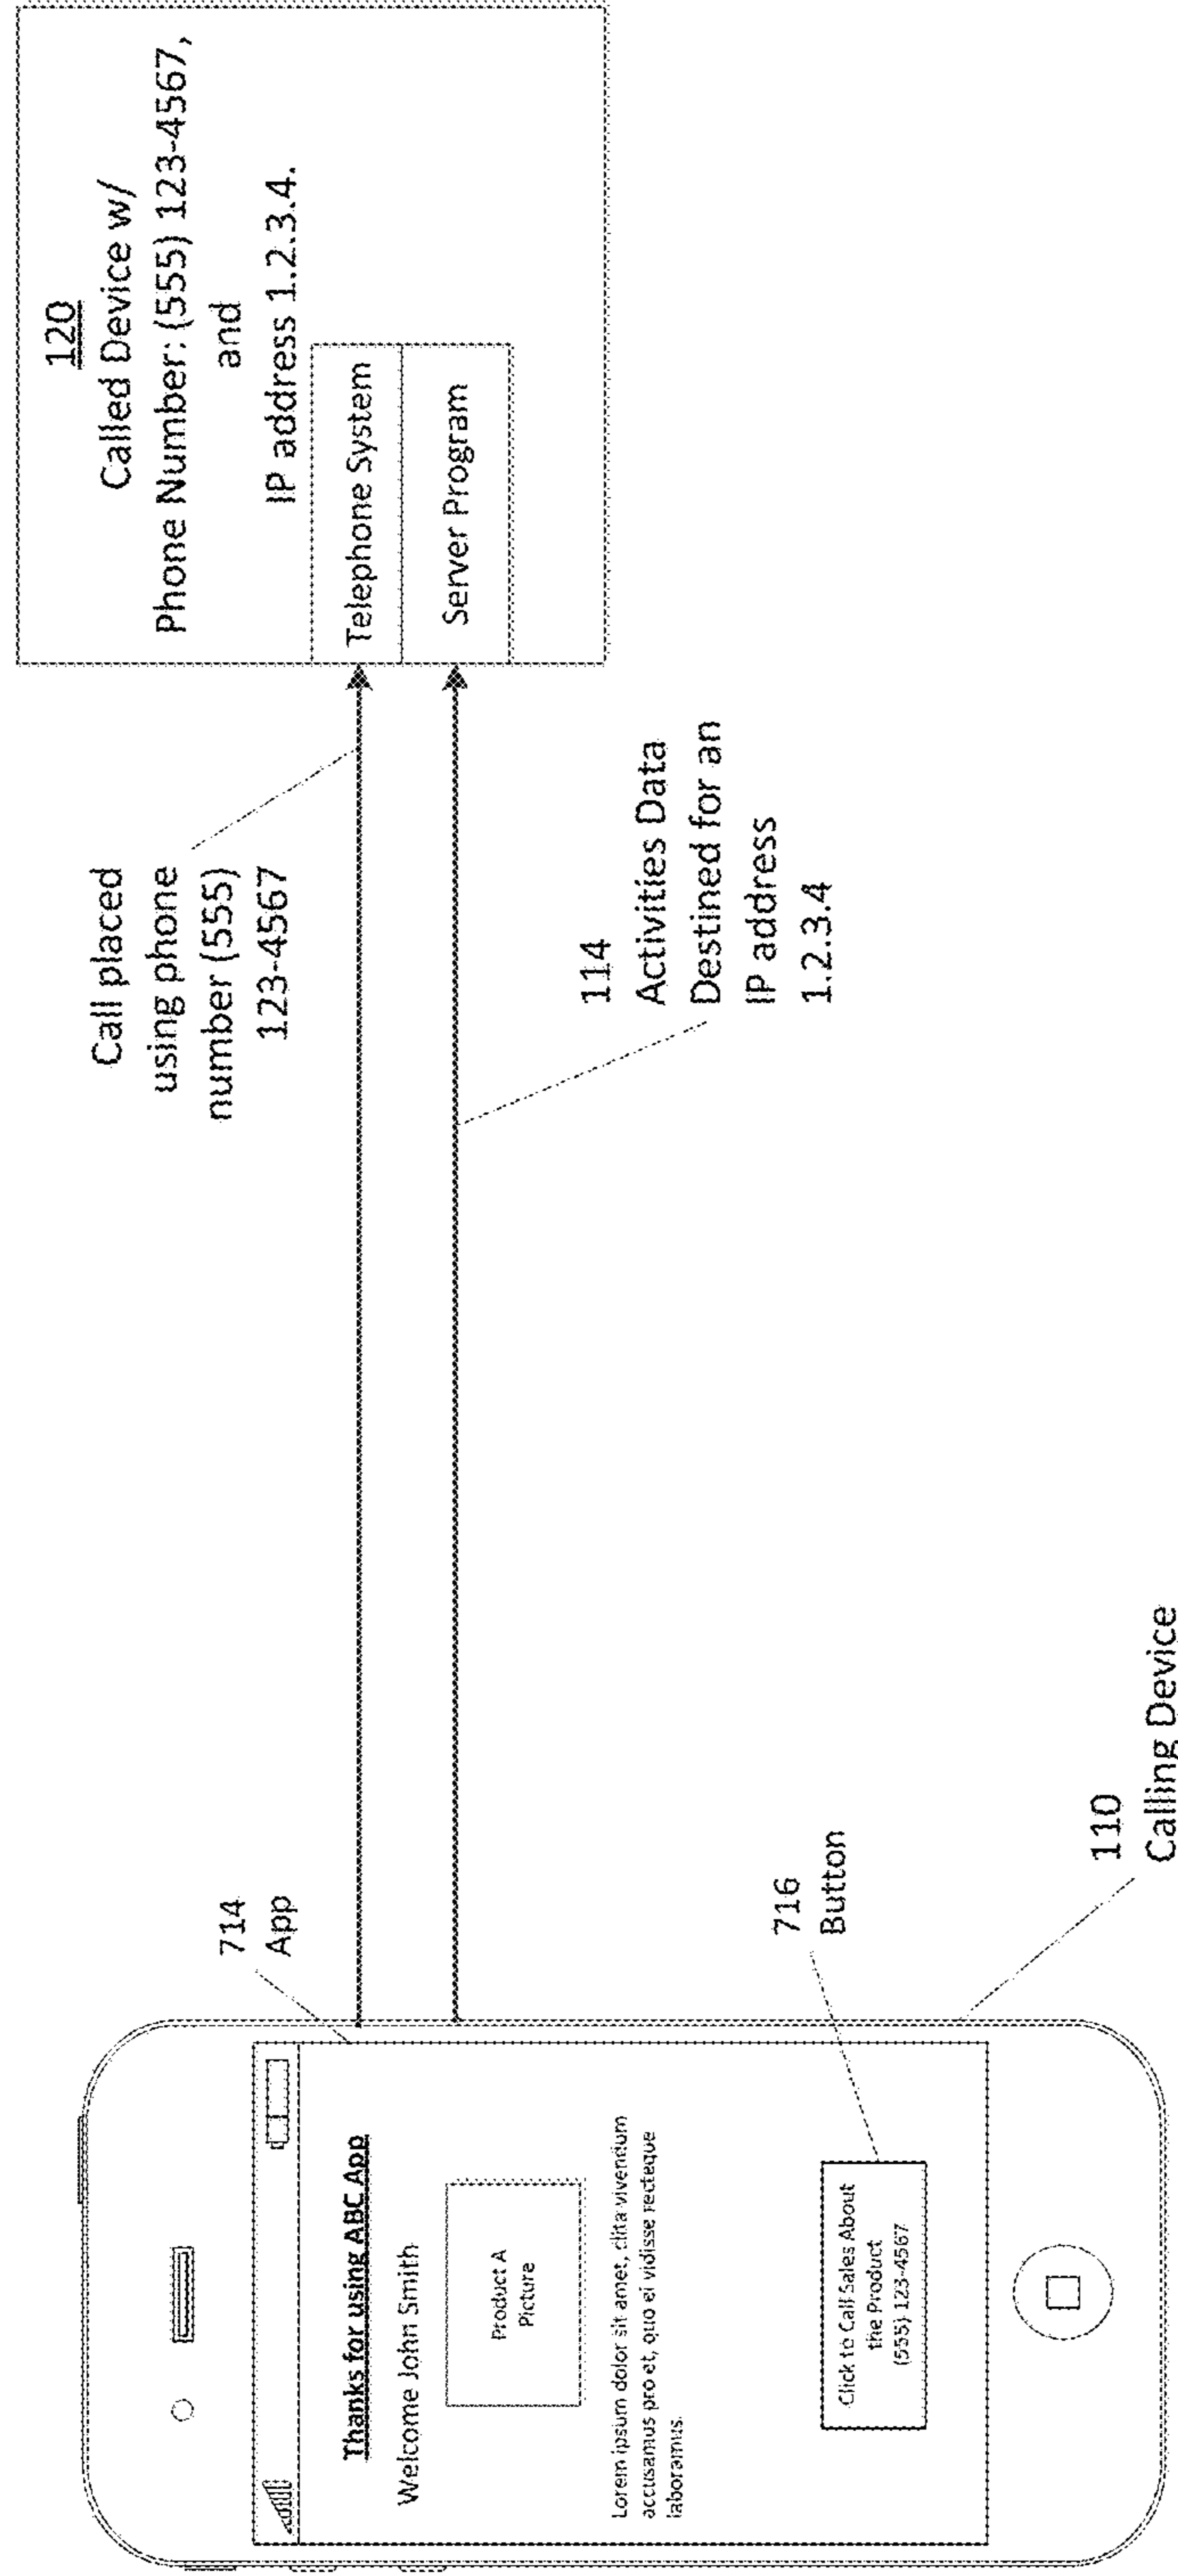 120
Called Device w/
Phone Number: (555) 123-4567,
and
IP address 1.2.3.4.
Telephone System
Server Program
Call placed
using phone
number (555)
123-4567
114
Activities Data
Destined for an
IP address
1.2.3.4
714
App
716
Button
110
Calling Device
Thanks for using ABC App
Welcome John Smith
Product A
Picture
Lorem ipsum dolor sit amet, clita vivendum
accusamus pro et, quo ei vidisse recteque
laboramus.
Click to Call Sales About
the Product
(555) 123-4567